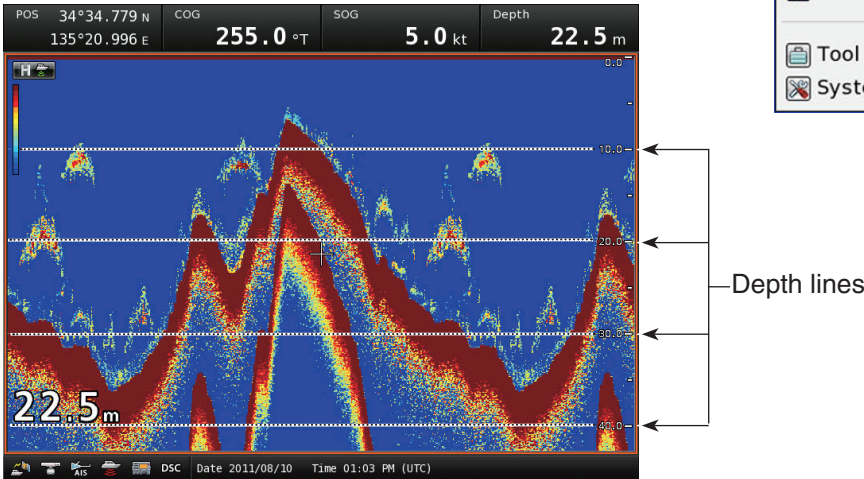 POS 34°34.779 N
135°20.996 E
COG
255.0 °T
SOG
5.0 kt
Depth
22.5 m
H
0.0
10.0
20.0
30.0
40.0
22.5m
AIS
DSC
Date 2011/08/10 Time 01:03 PM (UTC)
Tool
Syste
Depth lines